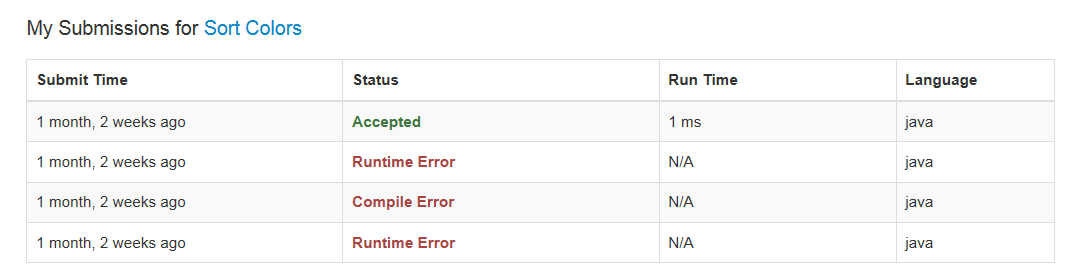 My Submissions for Sort Colors
Submit Time Status Run Time Language
1 month, 2 weeks ago Accepted 1 ms java
1 month, 2 weeks ago Runtime Error N/A java
1 month, 2 weeks ago Compile Error N/A java
1 month, 2 weeks ago Runtime Error N/A java